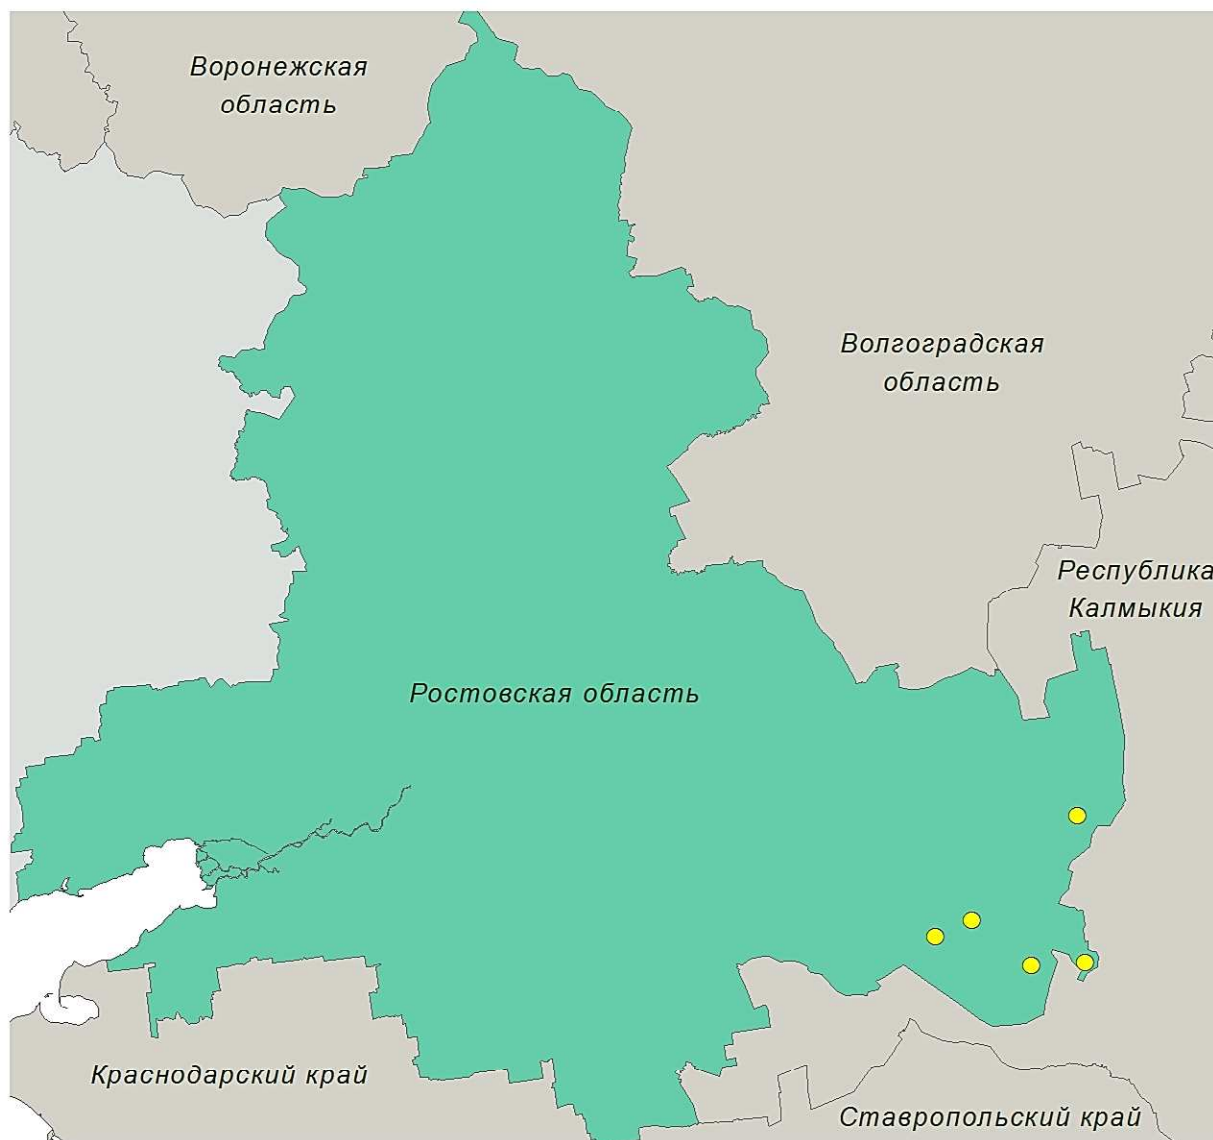 Воронежская
область
Волгоградская
область
Республика
Калмыкия
Ростовская область
Краснодарский край
Ставропольский край